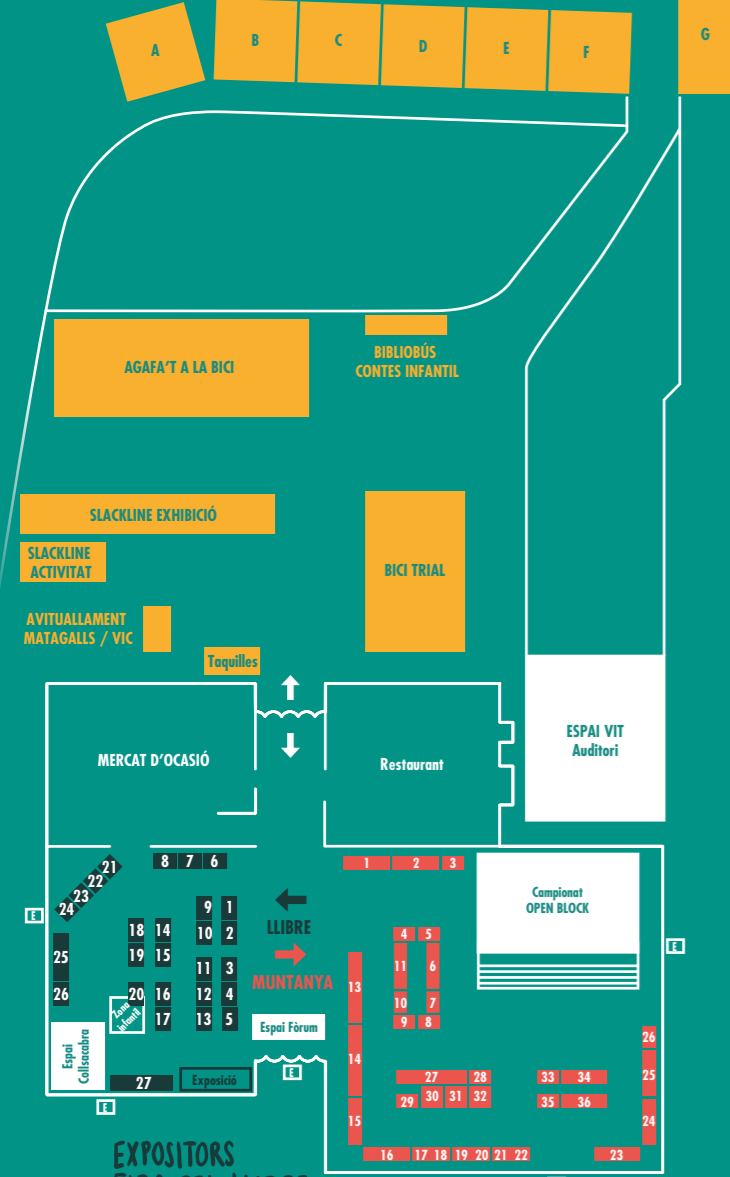 A
B
C
D
E
F
G
AGAFA'T A LA BICI
BIBLIOBÚS
CONTES INFANTIL
SLACKLINE EXHIBICIÓ
SLACKLINE
ACTIVITAT
BICI TRIAL
AVITUALLAMENT
MATAGALLS / VIC
Taquilles
MERCAT D'OCASIÓ
Restaurant
ESPAI VIT
Auditori
21
22
23
24
8 7 6
1 2 3
Campionat
OPEN BLOCK
E
9 1
10 2
LLIBRE
MUNTANYA
18 14
19 15
11 3
12 4
13 5
20 16
17
25
26
Zona
infantil
Espai
Collsacabra
27
Exposició
Espai Fòrum
E
E
E
4 5
11 6
10 7
9 8
13
14
15
27 28
29 30 31 32
33 34
35 36
26
25
24
16 17 18 19 20 21 22 23
EXPOSITORS